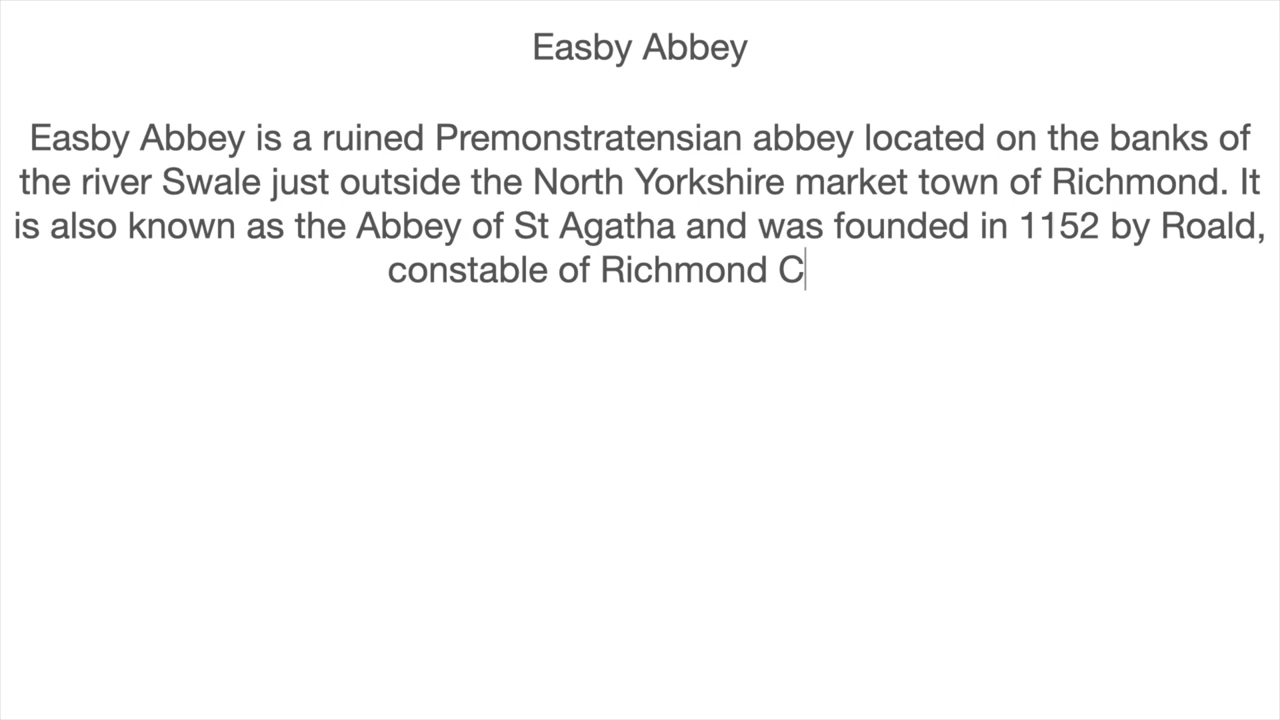 Easby Abbey
Easby Abbey is a ruined Premonstratensian abbey located on the banks of
the river Swale just outside the North Yorkshire market town of Richmond. It
is also known as the Abbey of St Agatha and was founded in 1152 by Roald,
constable of Richmond C